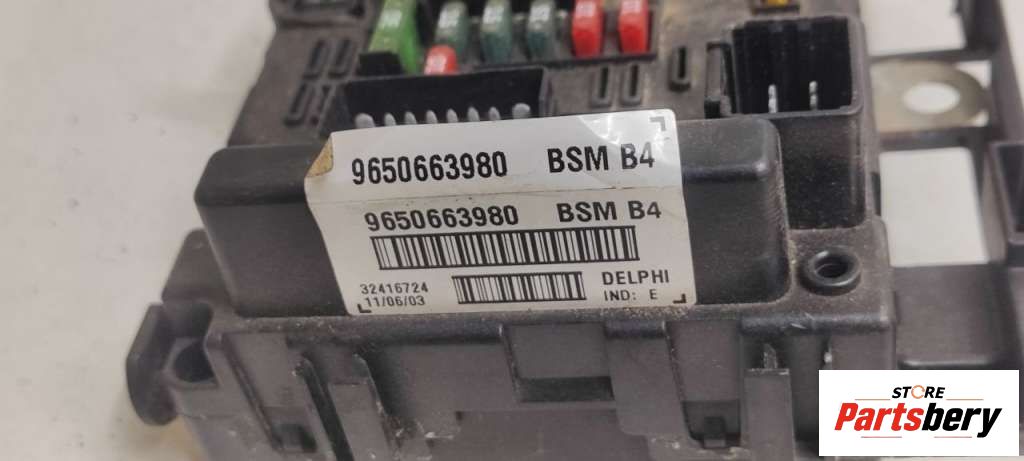 9650663980 BSM B4
9650663980 BSM B4
32416724
11/06/03
DELPHI
IND: E
STORE
Partsbery